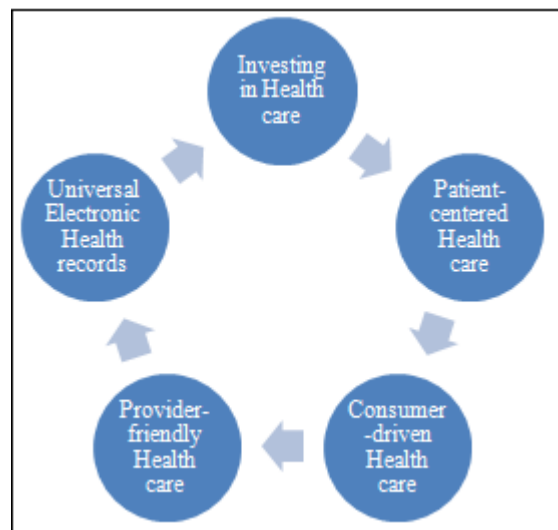 Investing
in Health
care
Patient-
centered
Health
care
Consumer
-driven
Health
care
Provider-
friendly
Health
care
Universal
Electronic
Health
records